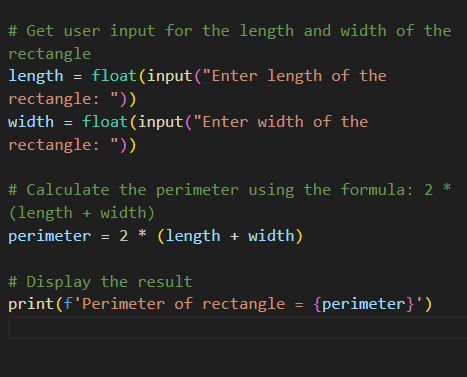 # Get user input for the length and width of the
rectangle
length = float(input("Enter length of the
rectangle: "))
width = float(input("Enter width of the
rectangle: "))
# Calculate the perimeter using the formula: 2 *
(length + width)
perimeter = 2 * (length + width)
# Display the result
print(f'Perimeter of rectangle = {perimeter}')